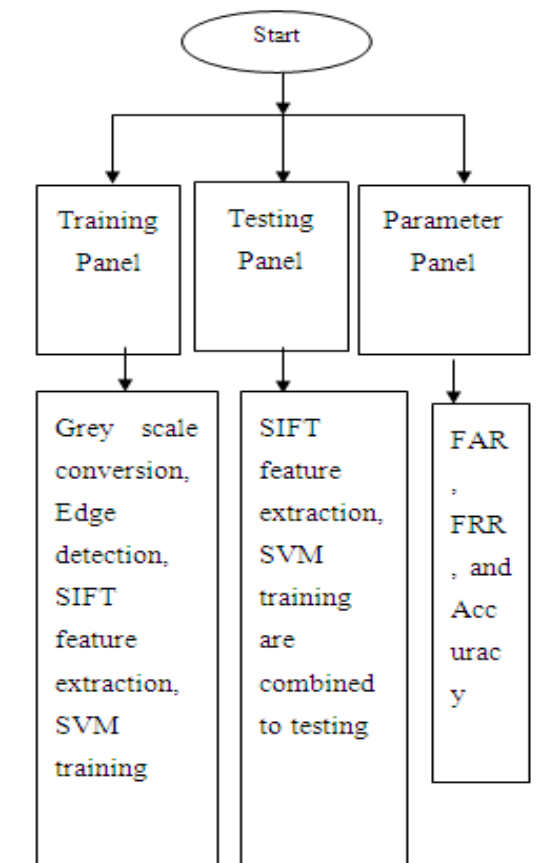 Start
Training
Panel
Testing
Panel
Parameter
Panel
Grey scale
conversion,
Edge
detection,
SIFT
feature
extraction,
SVM
training
SIFT
feature
extraction,
SVM
training
are
combined
to testing
FAR
,
FRR
, and
Acc
urac
y